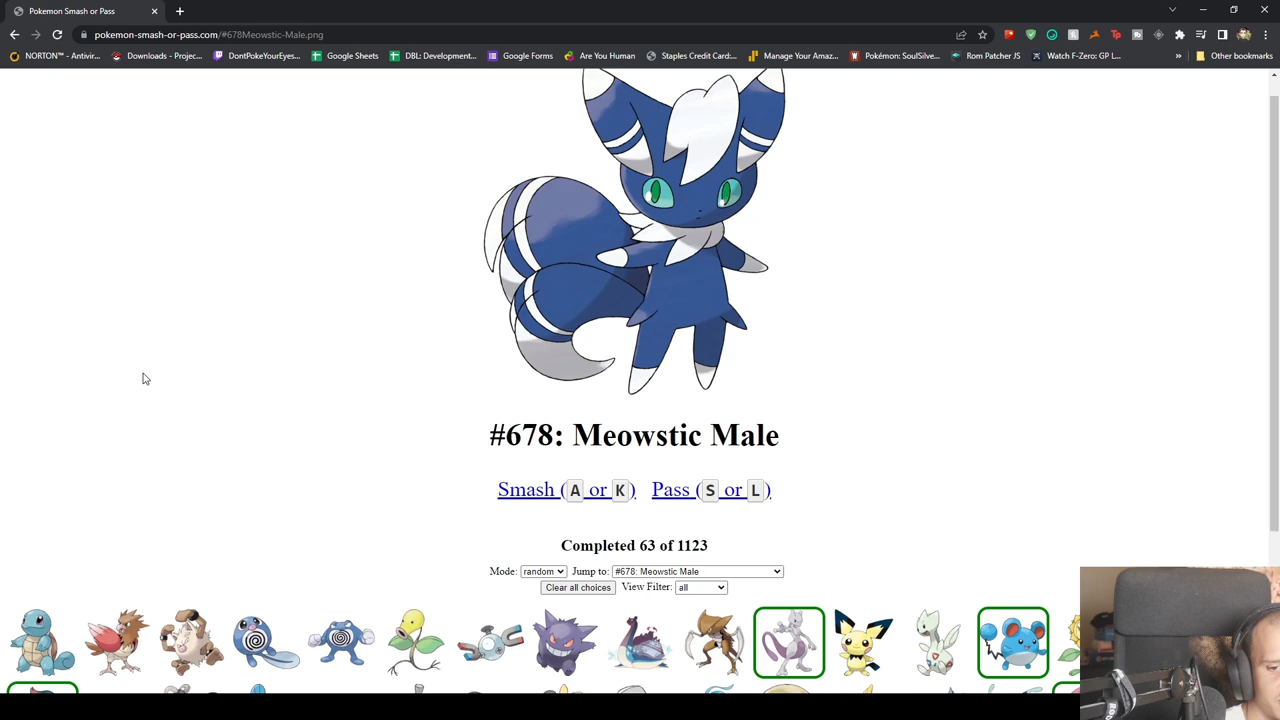 Pokemon Smash or Pass
pokemon-smash-or-pass.com/#678Meowstic-Male.png
NORTON™ - Antivir... Downloads - Projec... DontPokeYourEyes... Google Sheets DBL: Development... Google Forms Are You Human Staples Credit Card:... Manage Your Amaz... Pokémon: SoulSilve... Rom Patcher JS Watch F-Zero: GP L... » Other bookmarks
#678: Meowstic Male
Smash (A or K) Pass (S or L)
Completed 63 of 1123
Mode: random Jump to: #678: Meowstic Male
Clear all choices View Filter: all